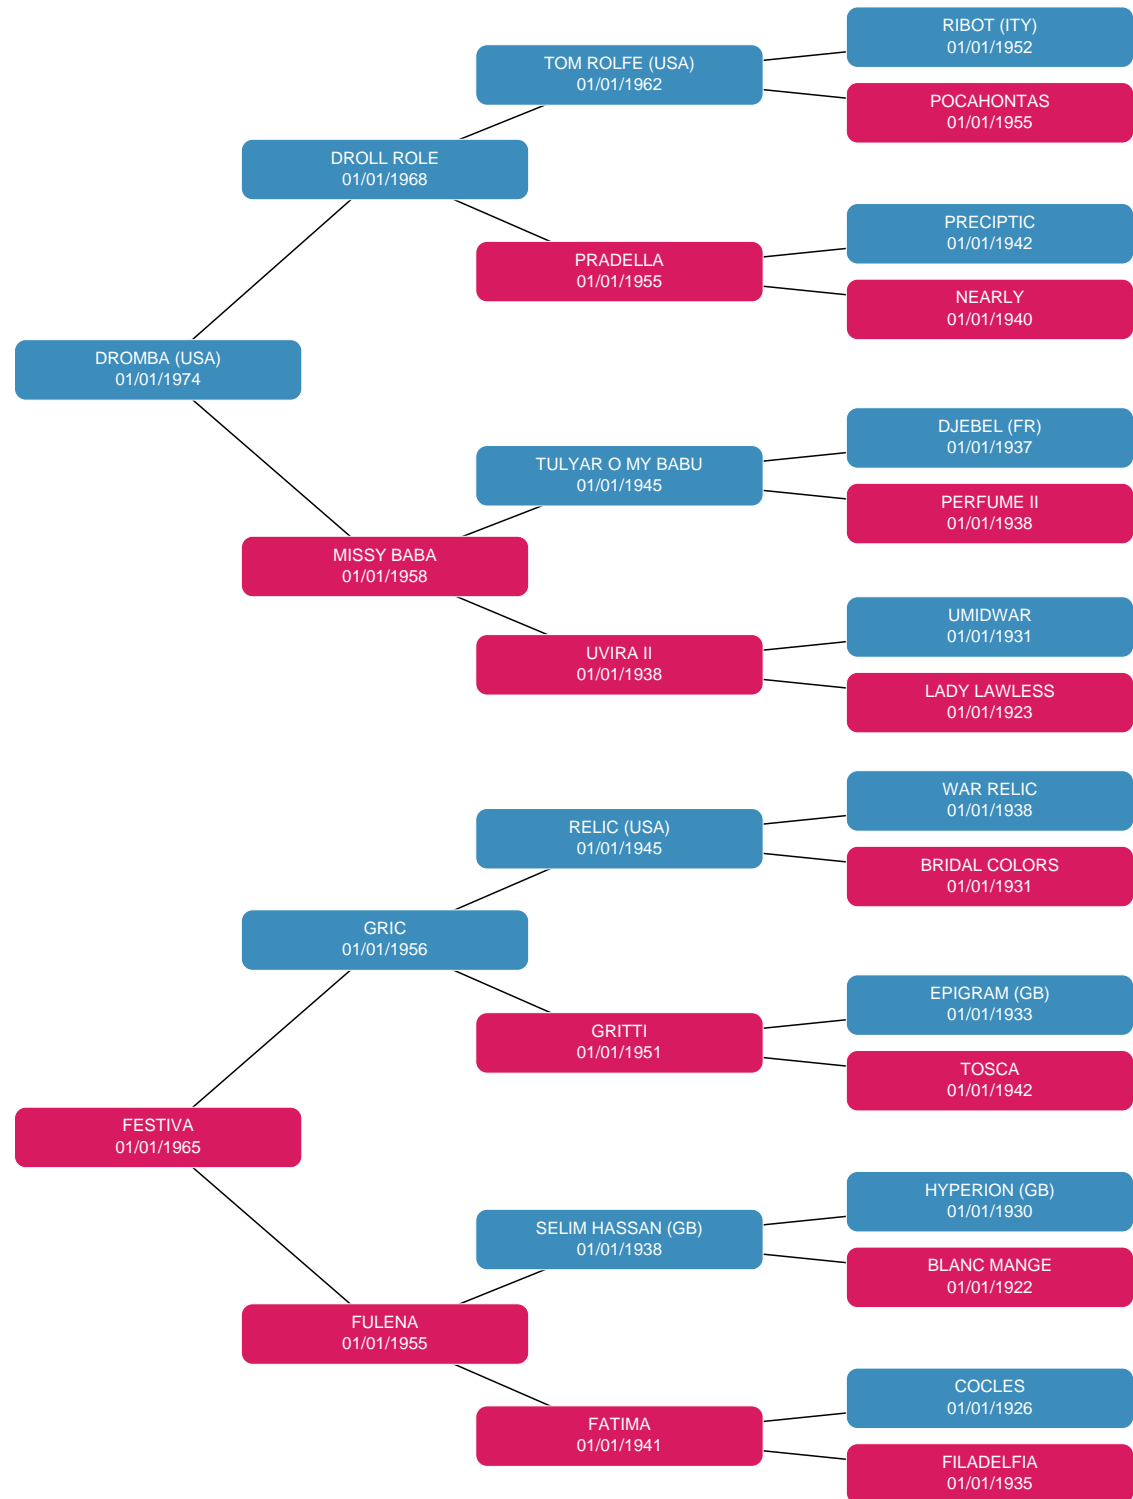 RIBOT (ITY)
01/01/1952
TOM ROLFE (USA)
01/01/1962
POCAHONTAS
01/01/1955
DROLL ROLE
01/01/1968
PRECIPTIC
01/01/1942
PRADELLA
01/01/1955
NEARLY
01/01/1940
DROMBA (USA)
01/01/1974
DJEBEL (FR)
01/01/1937
TULYAR O MY BABU
01/01/1945
PERFUME II
01/01/1938
MISSY BABA
01/01/1958
UMIDWAR
01/01/1931
UVIRA II
01/01/1938
LADY LAWLESS
01/01/1923
WAR RELIC
01/01/1938
RELIC (USA)
01/01/1945
BRIDAL COLORS
01/01/1931
GRIC
01/01/1956
EPIGRAM (GB)
01/01/1933
GRITTI
01/01/1951
TOSCA
01/01/1942
FESTIVA
01/01/1965
HYPERION (GB)
01/01/1930
SELIM HASSAN (GB)
01/01/1938
BLANC MANGE
01/01/1922
FULENA
01/01/1955
COCLES
01/01/1926
FATIMA
01/01/1941
FILADELFIA
01/01/1935